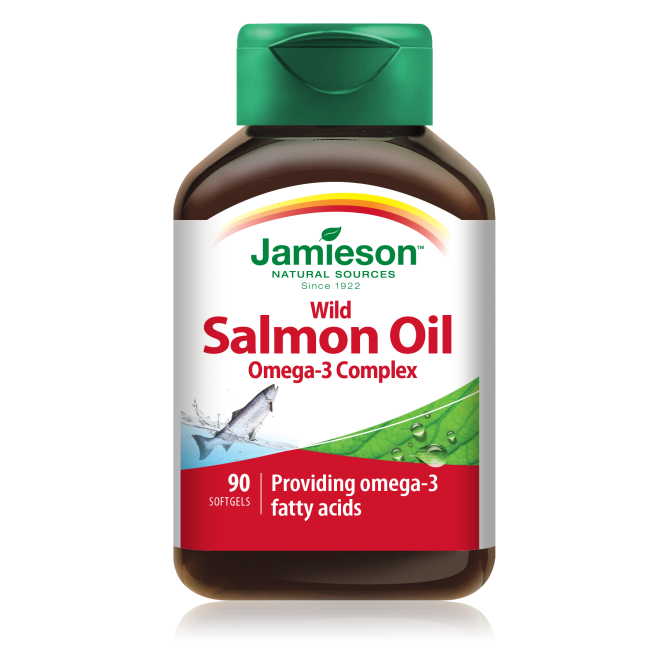 Jamieson™
NATURAL SOURCES
Since 1922
Wild
Salmon Oil
Omega-3 Complex
90
SOFTGELS
Providing omega-3
fatty acids